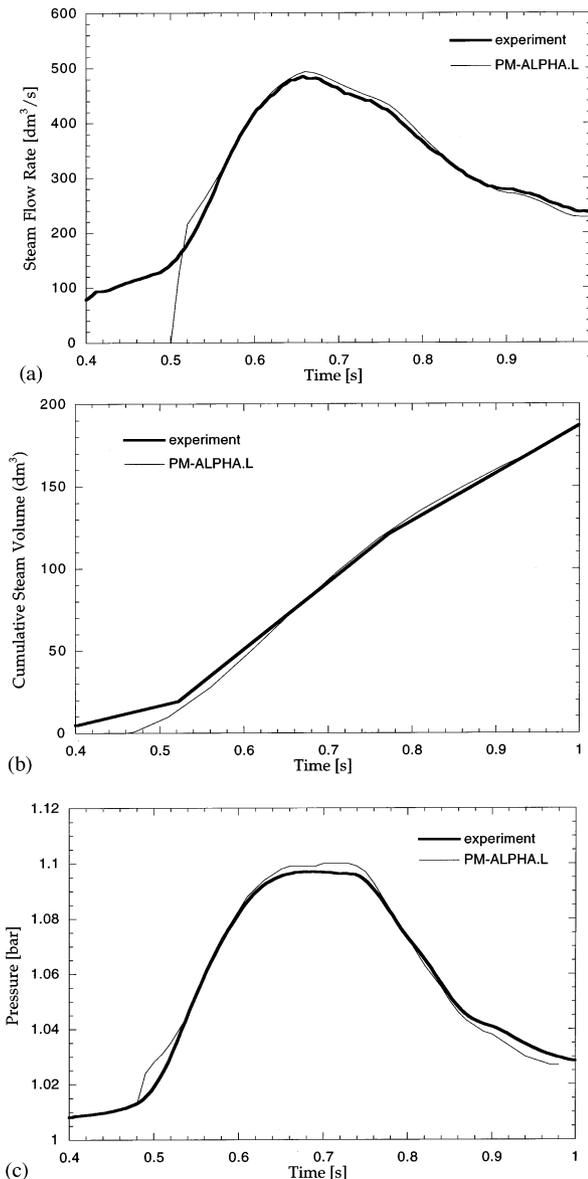 600
500
400
300
200
100
0
Steam Flow Rate [dm³/s]
experiment
PM-ALPHA.L
0.4 0.5 0.6 0.7 0.8 0.9
Time [s]
(a)
200
150
100
50
0
Cumulative Steam Volume (dm³)
experiment
PM-ALPHA.L
0.4 0.5 0.6 0.7 0.8 0.9 1
Time [s]
(b)
1.12
1.1
1.08
1.06
1.04
1.02
1
Pressure [bar]
experiment
PM-ALPHA.L
0.4 0.5 0.6 0.7 0.8 0.9 1
Time [s]
(c)